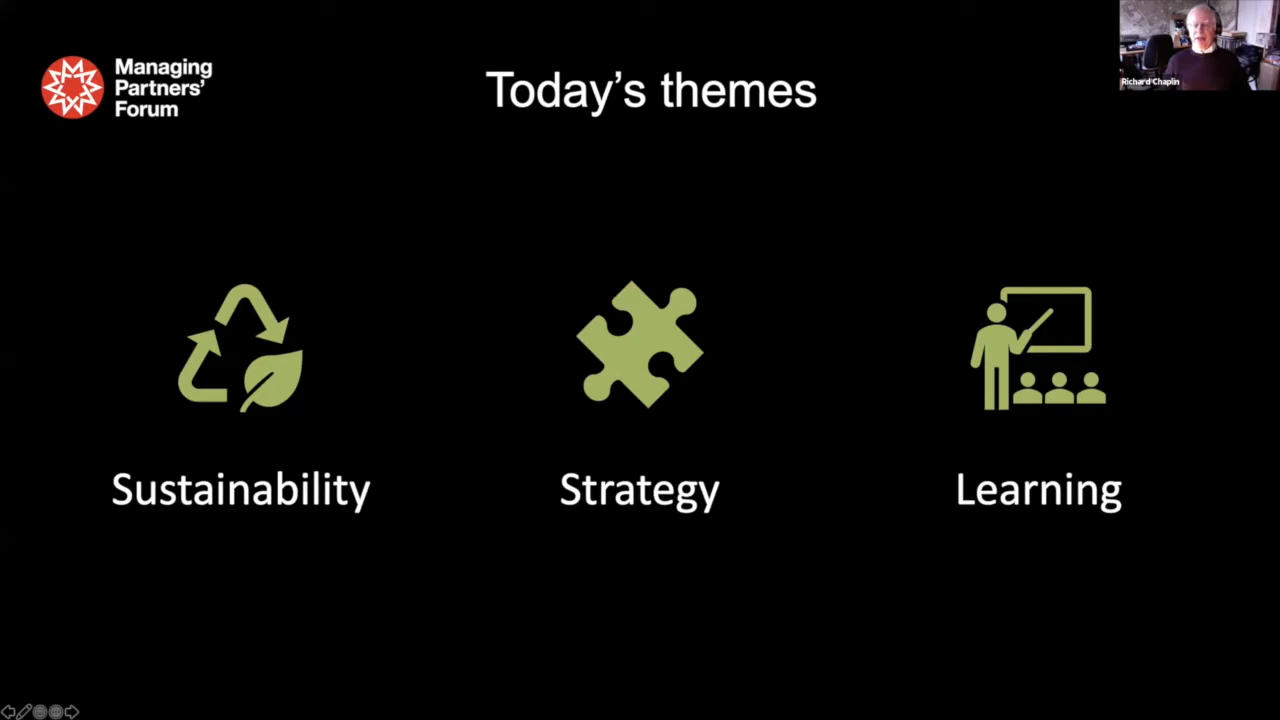 Managing
Partners’
Forum
Today’s themes
Richard Chaplin
Sustainability
Strategy
Learning